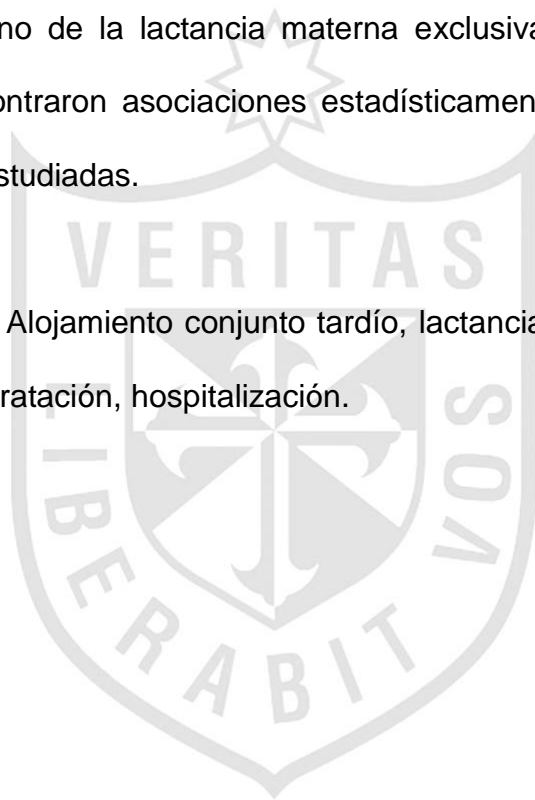 no de la lactancia materna exclusiva
ontraron asociaciones estadísticamen
studiadas.
VERITAS
Alojamiento conjunto tardío, lactancia
ratación, hospitalización.
LIBERABIT VOS